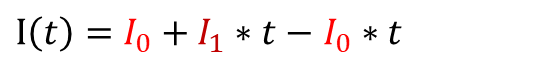 I(t) = I₀ + I₁ * t − I₀ * t